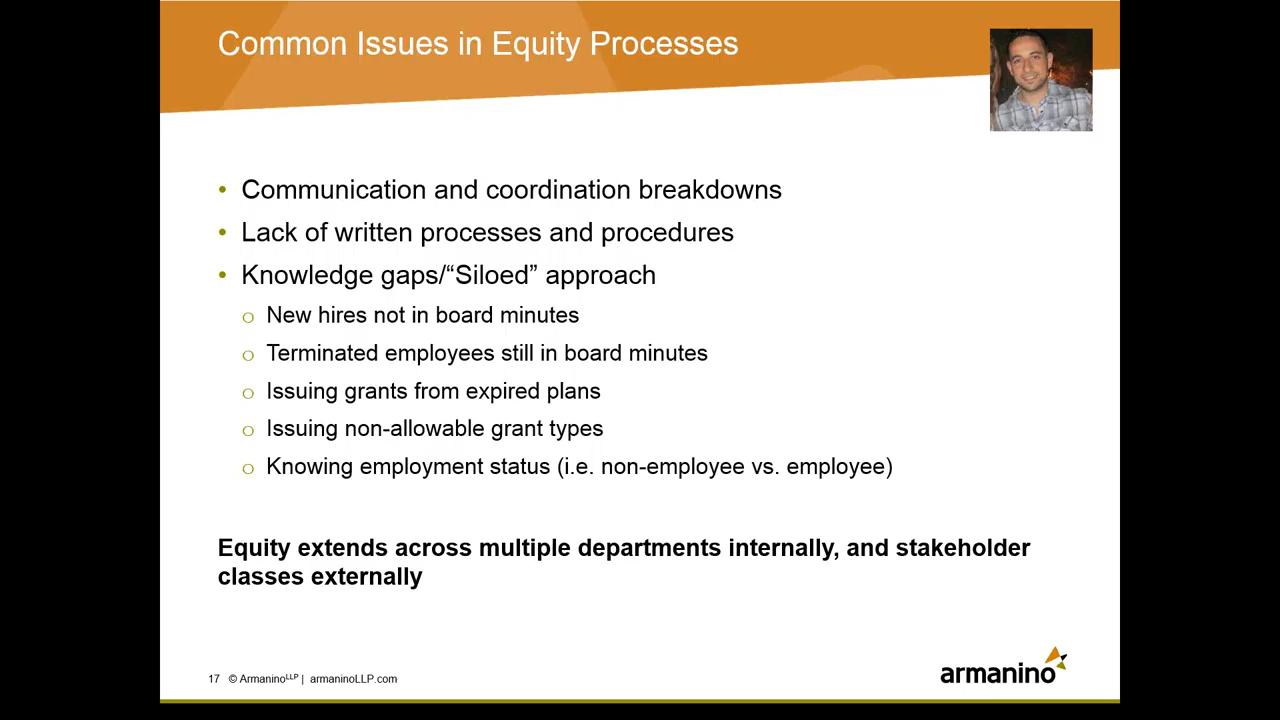 Common Issues in Equity Processes
• Communication and coordination breakdowns
• Lack of written processes and procedures
• Knowledge gaps/“Siloed” approach
o New hires not in board minutes
o Terminated employees still in board minutes
o Issuing grants from expired plans
o Issuing non-allowable grant types
o Knowing employment status (i.e. non-employee vs. employee)
Equity extends across multiple departments internally, and stakeholder
classes externally
17 © ArmaninoLLP | armaninoLLP.com
armanino